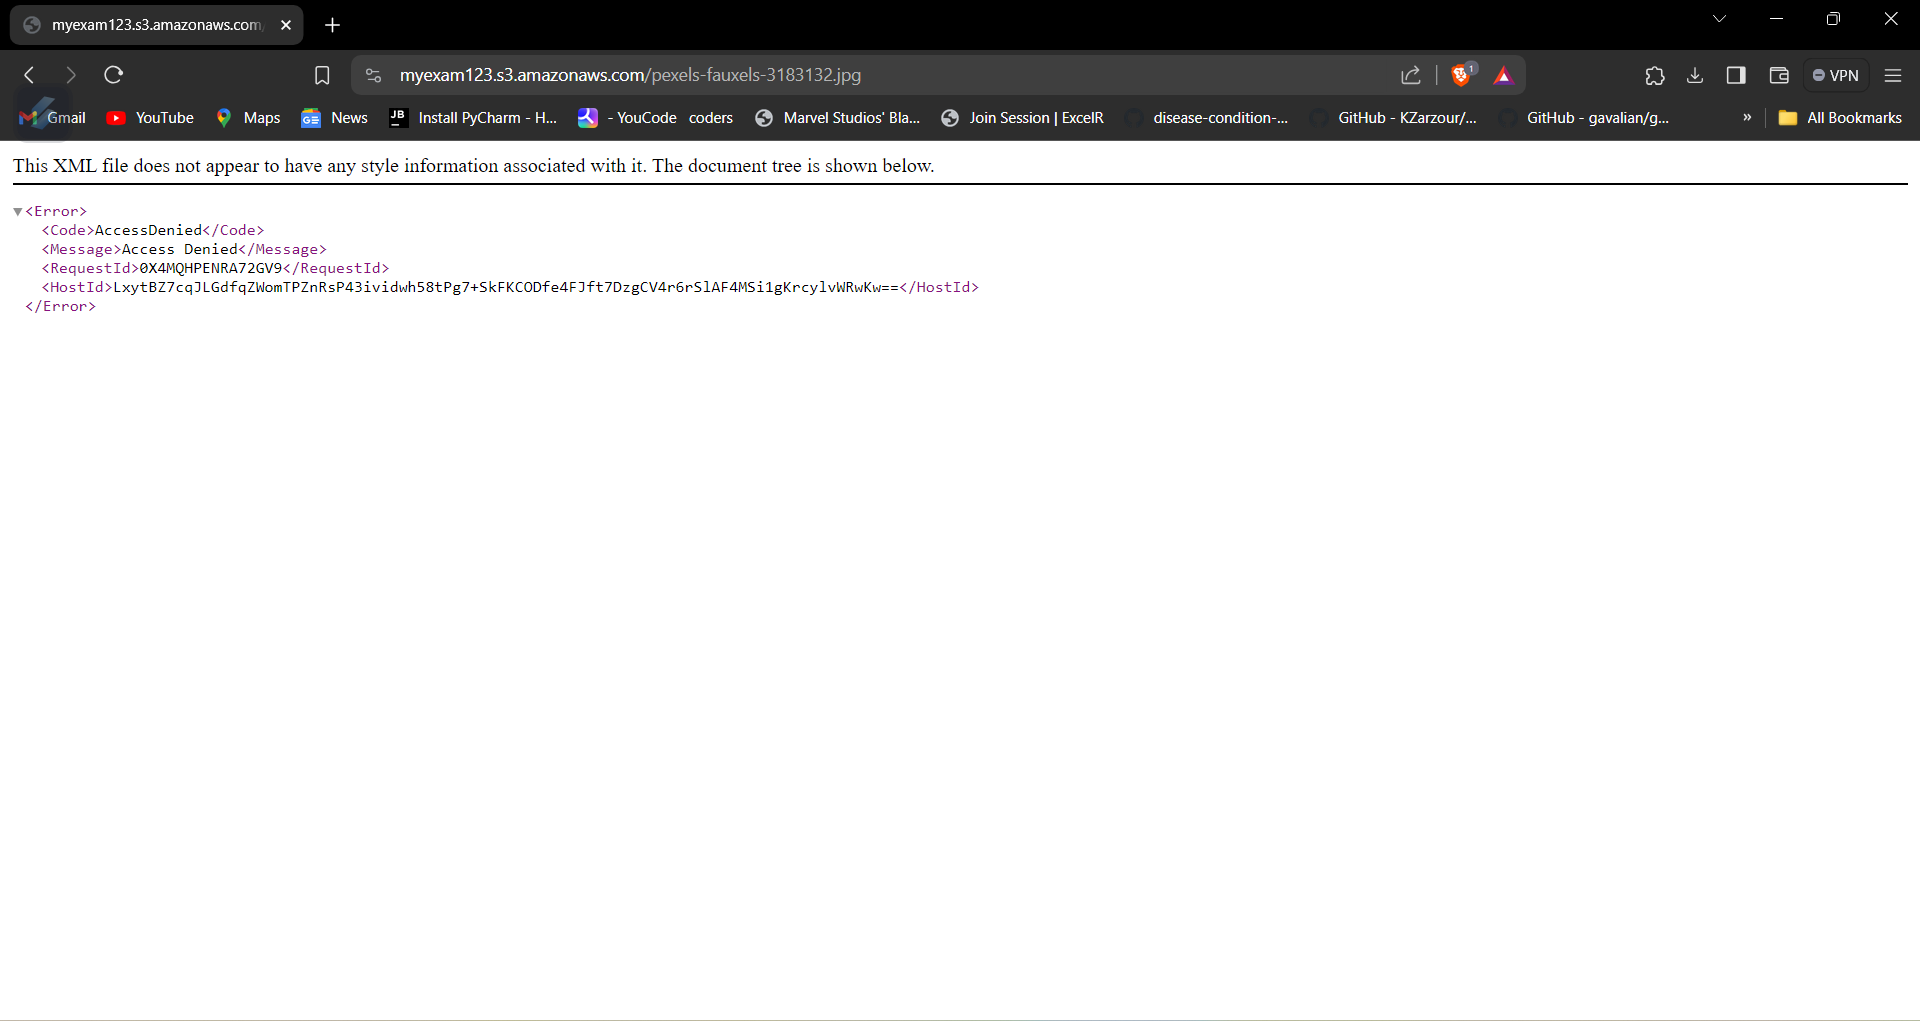 myexam123.s3.amazonaws.com/
myexam123.s3.amazonaws.com/pexels-fauxels-3183132.jpg
1
VPN
Gmail
YouTube
Maps
News
JB
Install PyCharm - H...
- YouCode coders
Marvel Studios' Bla...
Join Session | ExcelR
disease-condition-...
GitHub - KZarzour/...
GitHub - gavalian/g...
»
All Bookmarks
This XML file does not appear to have any style information associated with it. The document tree is shown below.
<Error>
<Code>AccessDenied</Code>
<Message>Access Denied</Message>
<RequestId>0X4MQHPENRA72GV9</RequestId>
<HostId>LxytBZ7cqJLGdfqZWomTPZnRsP43ividwh58tPg7+SkFKCODfe4FJft7DzgCV4r6rSlAF4MSi1gKrcylvWRwKw==</HostId>
</Error>